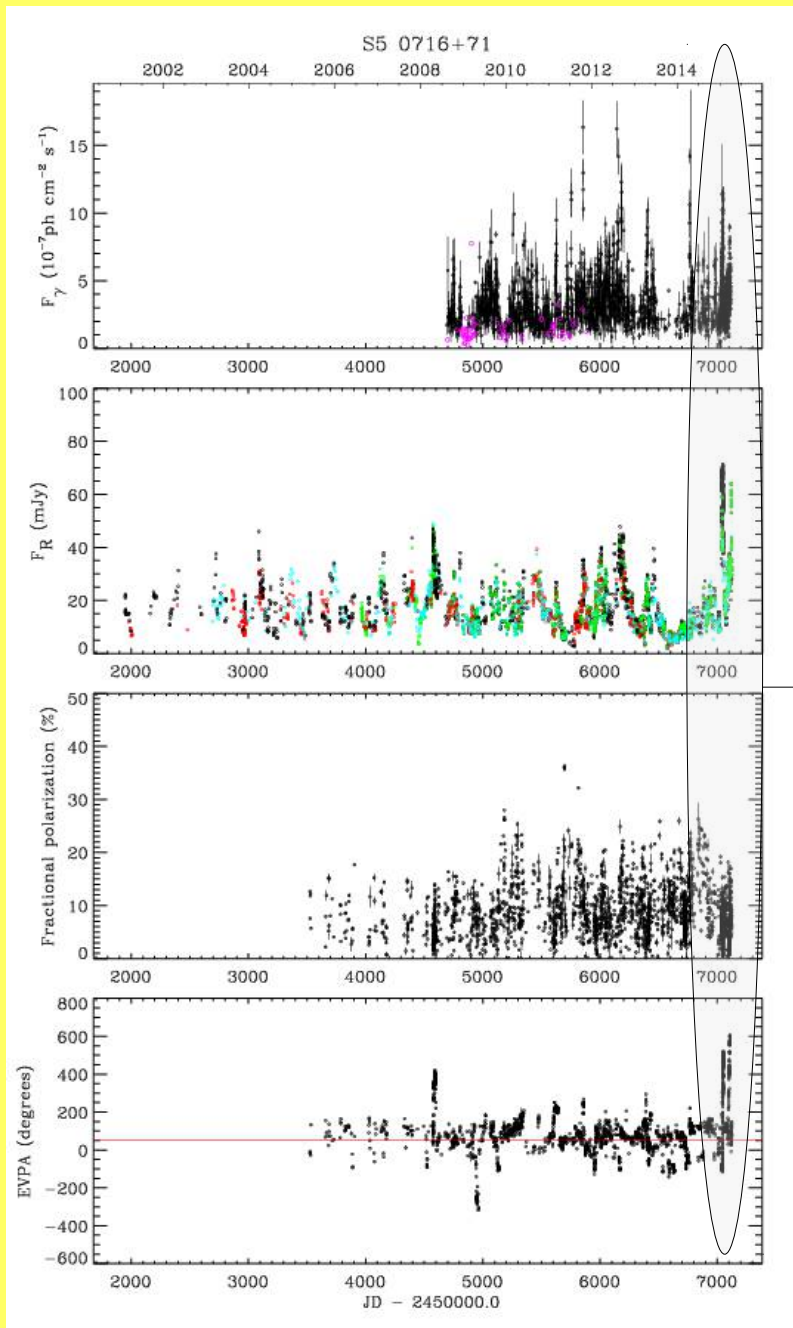 S5 0716+71
2002 2004 2006 2008 2010 2012 2014
15
10
5
0
Fγ (10⁻⁷ph cm⁻² s⁻¹)
2000 3000 4000 5000 6000 7000
100
80
60
40
20
0
F_R (mJy)
2000 3000 4000 5000 6000 7000
50
40
30
20
10
0
Fractional polarization (%)
2000 3000 4000 5000 6000 7000
800
600
400
200
0
−200
−400
−600
EVPA (degrees)
2000 3000 4000 5000 6000 7000
JD − 2450000.0